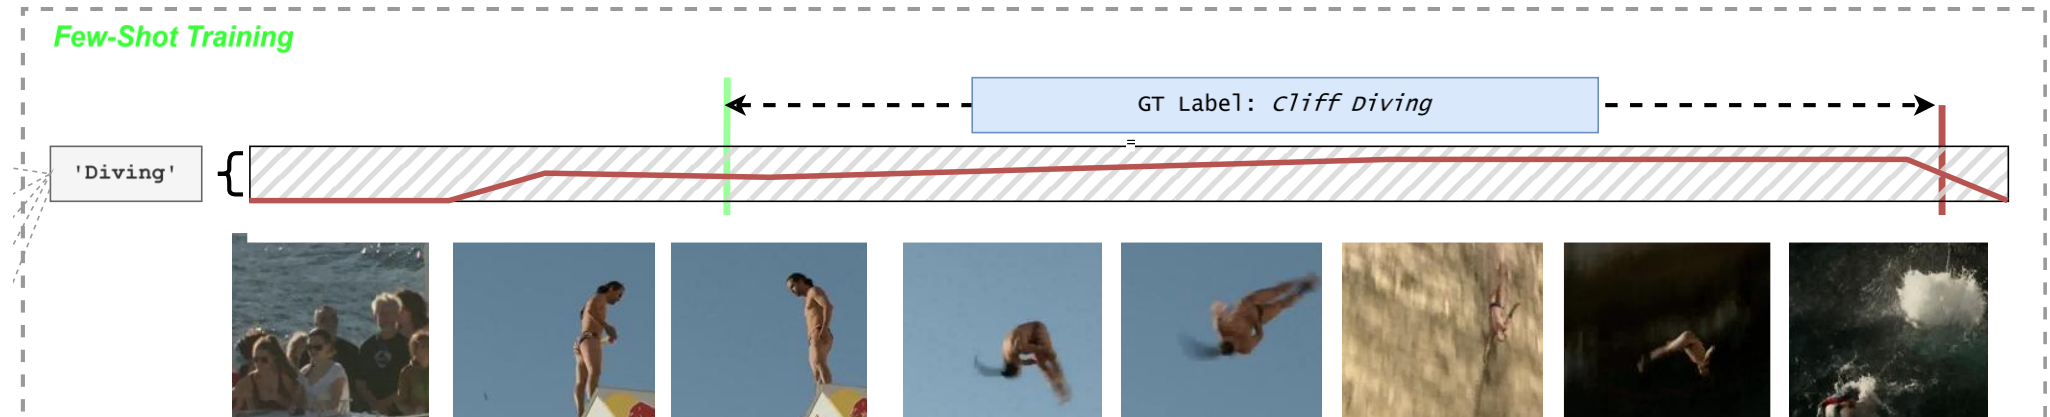 Few-Shot Training
GT Label: Cliff Diving
=
'Diving'
{